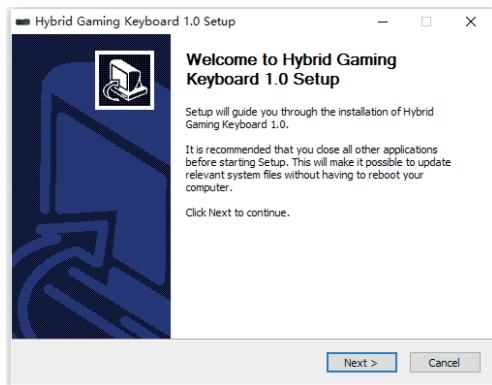 Hybrid Gaming Keyboard 1.0 Setup
Welcome to Hybrid Gaming
Keyboard 1.0 Setup
Setup will guide you through the installation of Hybrid
Gaming Keyboard 1.0.
It is recommended that you close all other applications
before starting Setup. This will make it possible to update
relevant system files without having to reboot your
computer.
Click Next to continue.
Next >
Cancel